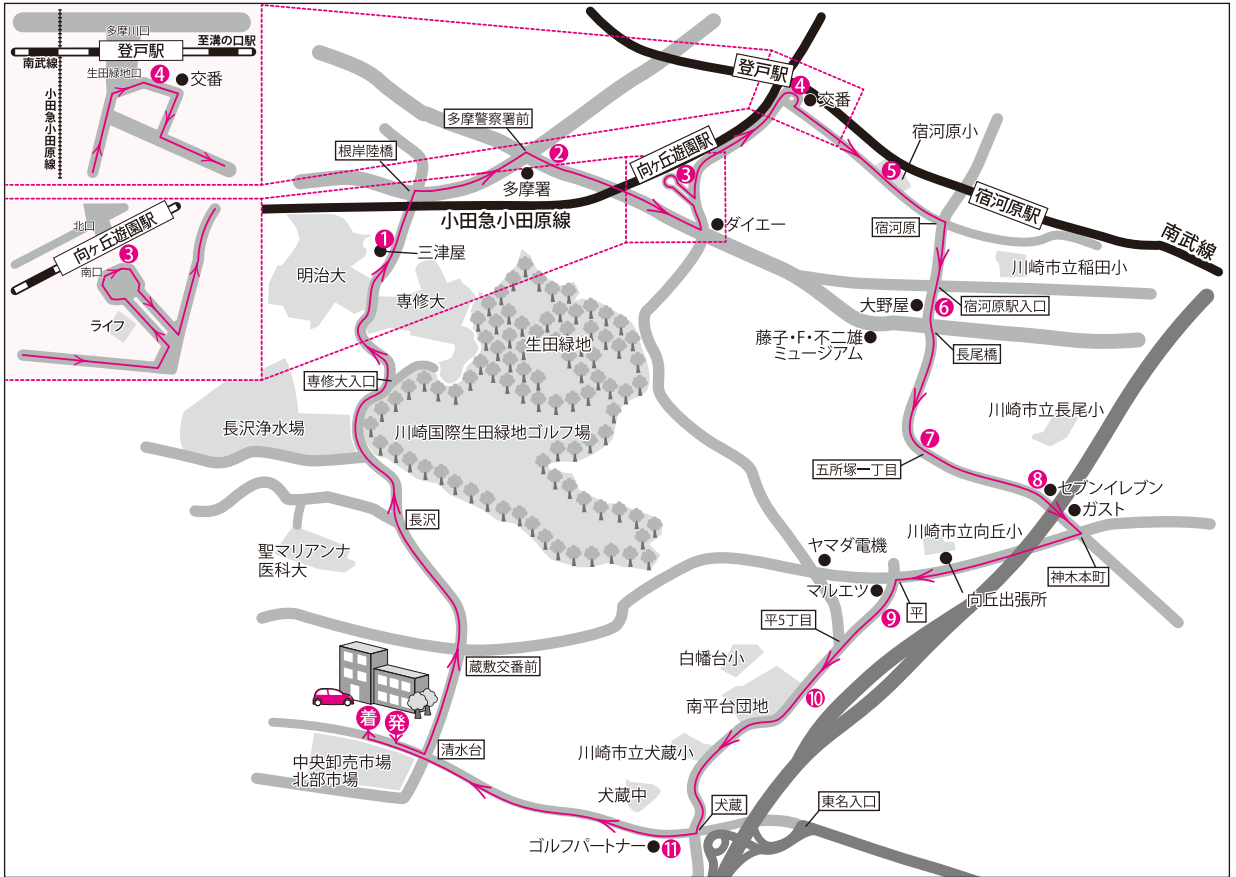 多摩川口
登戸駅
至溝の口駅
南武線
生田緑地口
4
交番
小田急小田原線
北口
向ヶ丘遊園駅
3
南口
ライフ
登戸駅
4
交番
多摩警察署前
根岸陸橋
2
多摩署
向ヶ丘遊園駅
3
宿河原小
5
宿河原駅
小田急小田原線
ダイエー
宿河原
南武線
1
三津屋
明治大
専修大
川崎市立稲田小
大野屋
6
宿河原駅入口
生田緑地
藤子・F・不二雄
ミュージアム
長尾橋
専修大入口
川崎市立長尾小
長沢浄水場
川崎国際生田緑地ゴルフ場
7
五所塚一丁目
8
セブンイレブン
ガスト
長沢
川崎市立向丘小
聖マリアンナ
医科大
ヤマダ電機
神木本町
マルエツ
平
向丘出張所
9
平5丁目
蔵敷交番前
白幡台小
南平台団地
10
着
発
清水台
中央卸売市場
北部市場
川崎市立犬蔵小
犬蔵中
犬蔵
東名入口
ゴルフパートナー
11